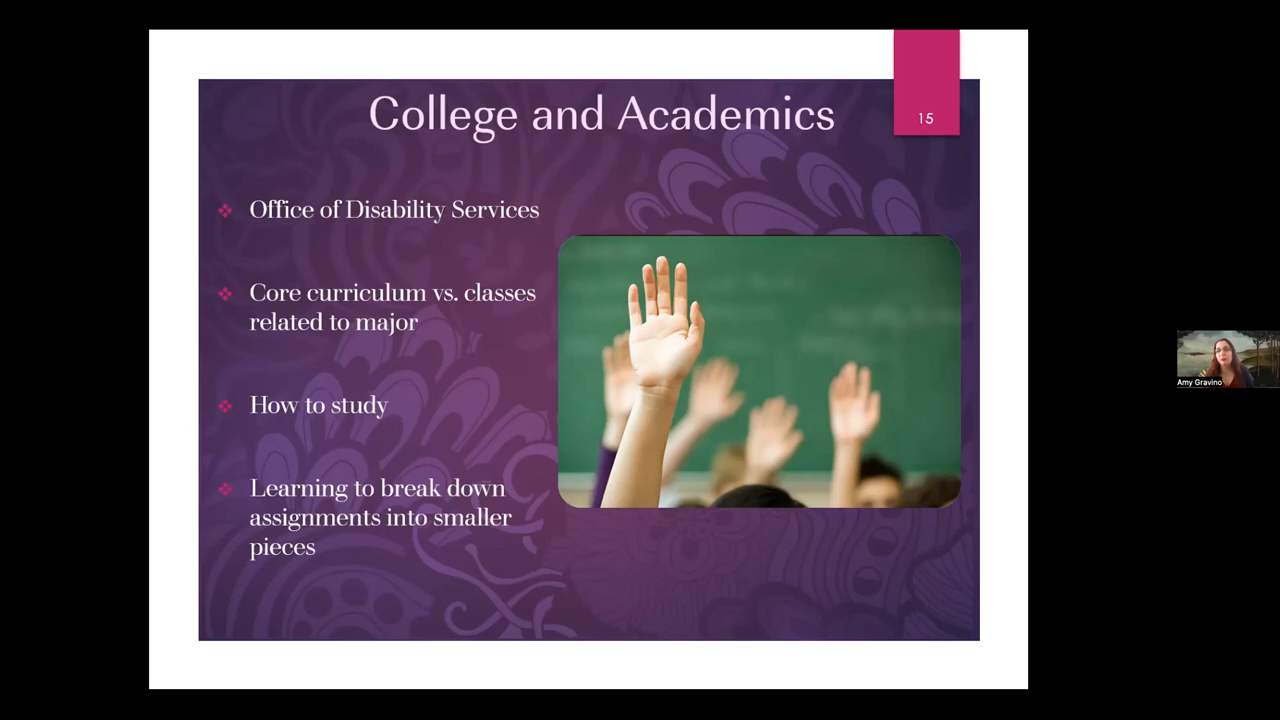 College and Academics
15
Office of Disability Services
Core curriculum vs. classes
related to major
How to study
Learning to break down
assignments into smaller
pieces
Amy Gravino